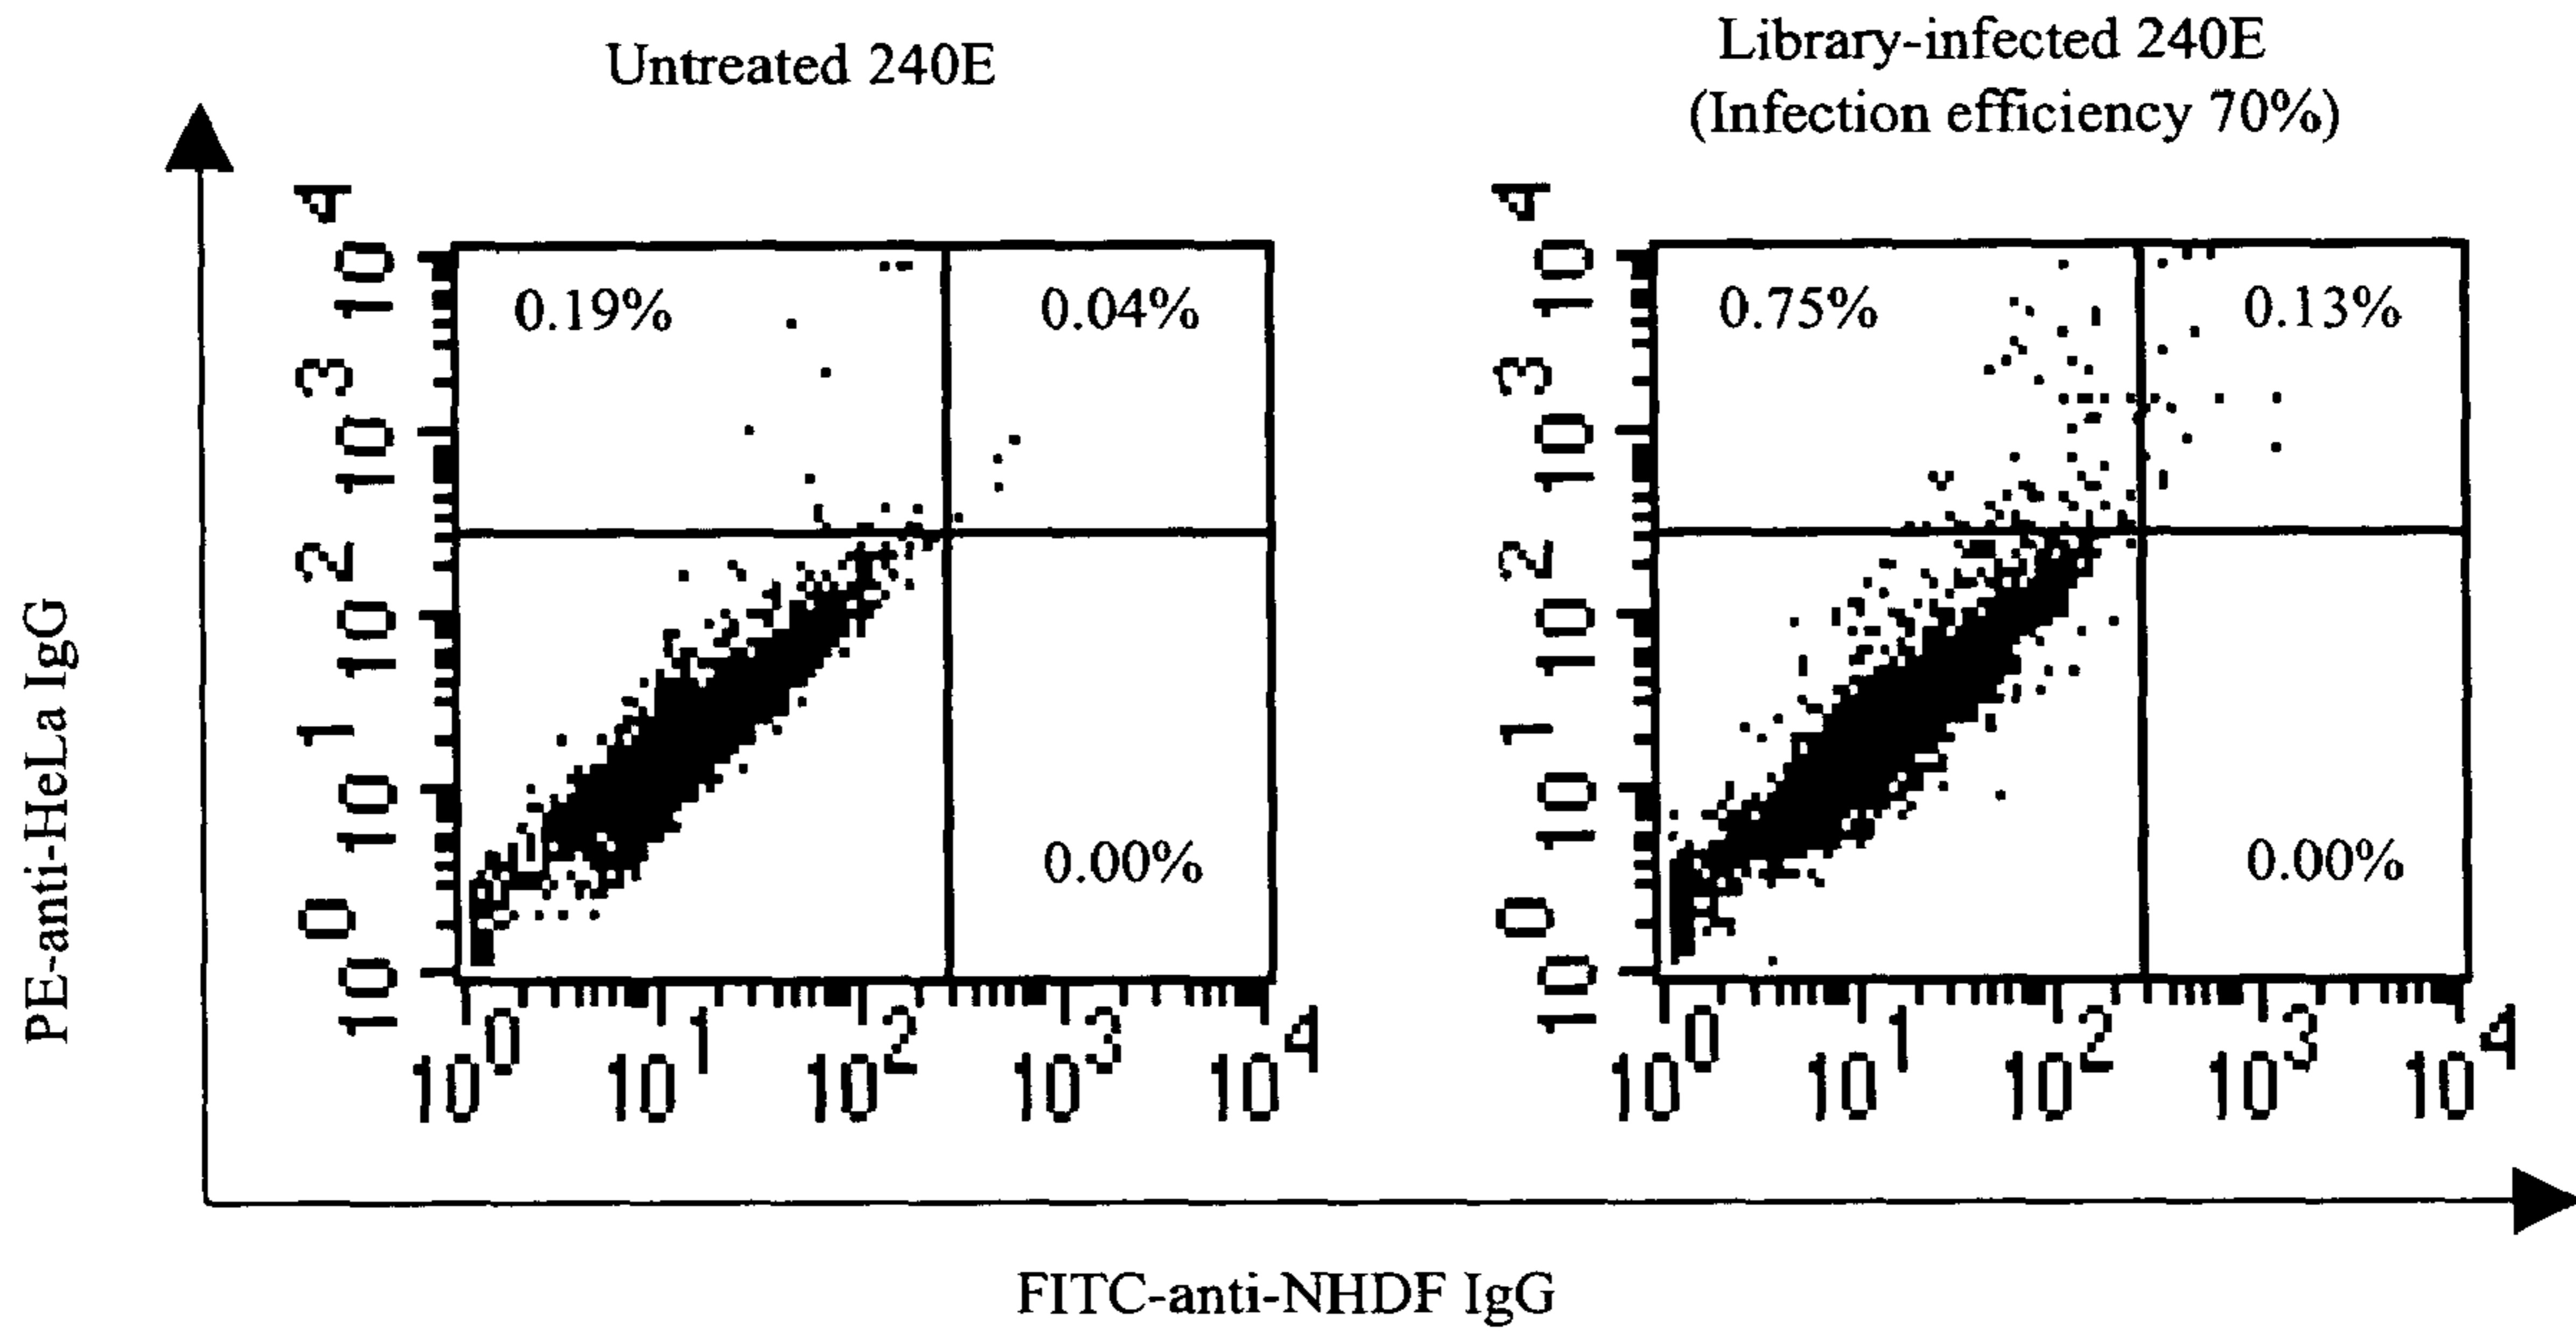 Untreated 240E
Library-infected 240E
(Infection efficiency 70%)
PE-anti-HeLa IgG
10^4
10^3
10^2
10^1
10^0
0.19%
0.04%
0.00%
10^0 10^1 10^2 10^3 10^4
10^4
10^3
10^2
10^1
10^0
0.75%
0.13%
0.00%
10^0 10^1 10^2 10^3 10^4
FITC-anti-NHDF IgG